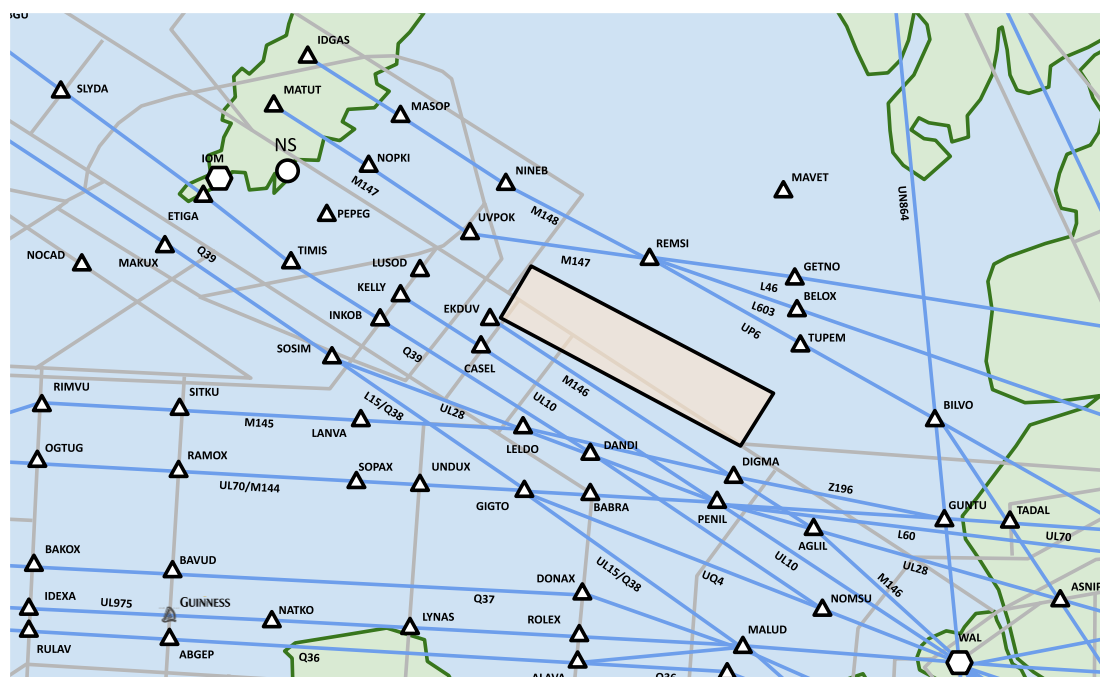 IDGAS
SLYDA
MATUT
MASOP
NS
IOM
NOPKI
NINEB
MAVET
M147
UN864
ETIGA
PEPEG
UVPOK
M148
REMSI
NOCAD
MAKUX
Q39
TIMIS
LUSOD
M147
GETNO
L46
KELLY
BELOX
L603
INKOB
EKDUV
UP6
TUPEM
SOSIM
Q39
CASEL
RIMVU
SITKU
M146
L15/Q38
UL28
UL10
BILVO
M145
LANVA
LELDO
DANDI
OGTUG
RAMOX
SOPAX
UNDUX
DIGMA
UL70/M144
Z196
GIGTO
BABRA
PENIL
GUNTU
TADAL
L60
UL70
BAKOX
BAVUD
AGLIL
UL28
UL10
DONAX
UL15/Q38
UQ4
M146
ASNIP
IDEXA
UL975
GUINNESS
NATKO
Q37
NOMSU
LYNAS
ROLEX
MALUD
WAL
RULAV
ABGEP
Q36